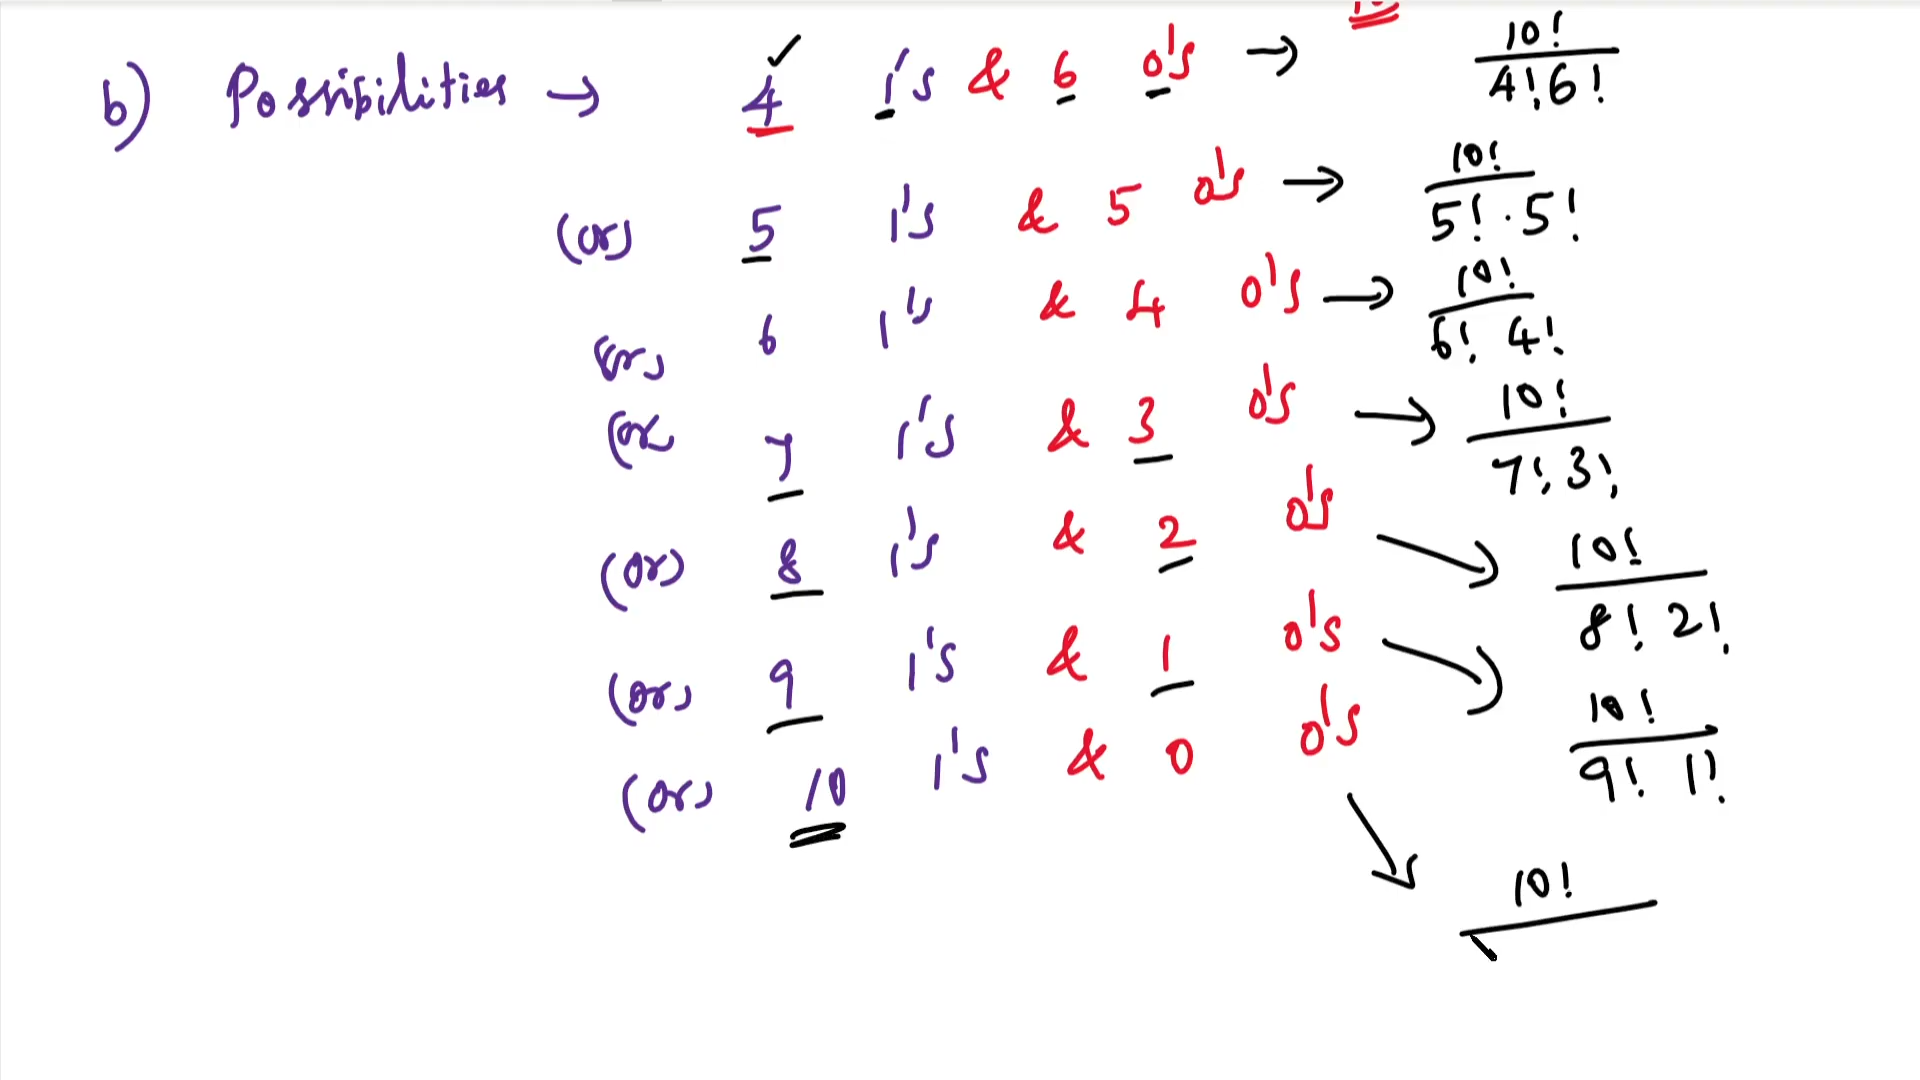 b) Possibilities → 4 1's & 6 0's → 10! / 4! 6!
(or) 5 1's & 5 0's → 10! / 5! · 5!
(or) 6 1's & 4 0's → 10! / 6! 4!
(or 7 1's & 3 0's → 10! / 7! 3!
(or) 8 1's & 2 0's → 10! / 8! 2!
(or) 9 1's & 1 0's → 10! / 9! 1!
(or) 10 1's & 0 0's → 10! /